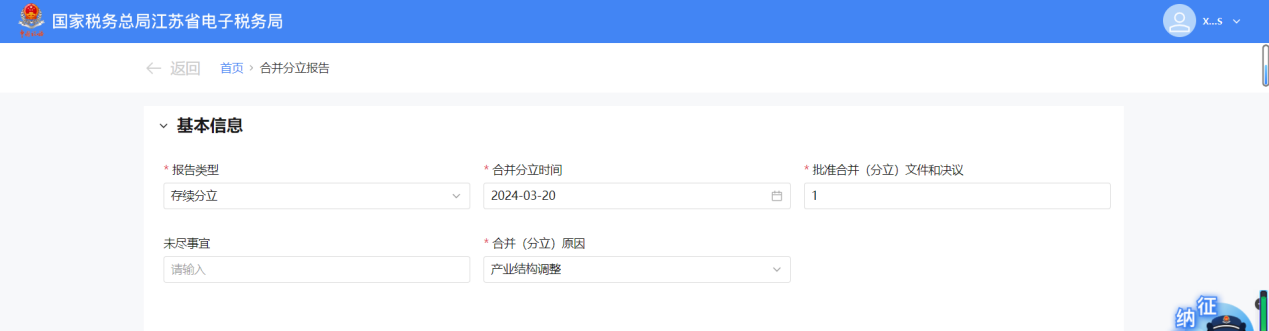 国家税务总局江苏省电子税务局
X...S
返回 首页 › 合并分立报告
基本信息
* 报告类型
* 合并分立时间
* 批准合并（分立）文件和决议
存续分立
2024-03-20
1
未尽事宜
* 合并（分立）原因
请输入
产业结构调整
征纳